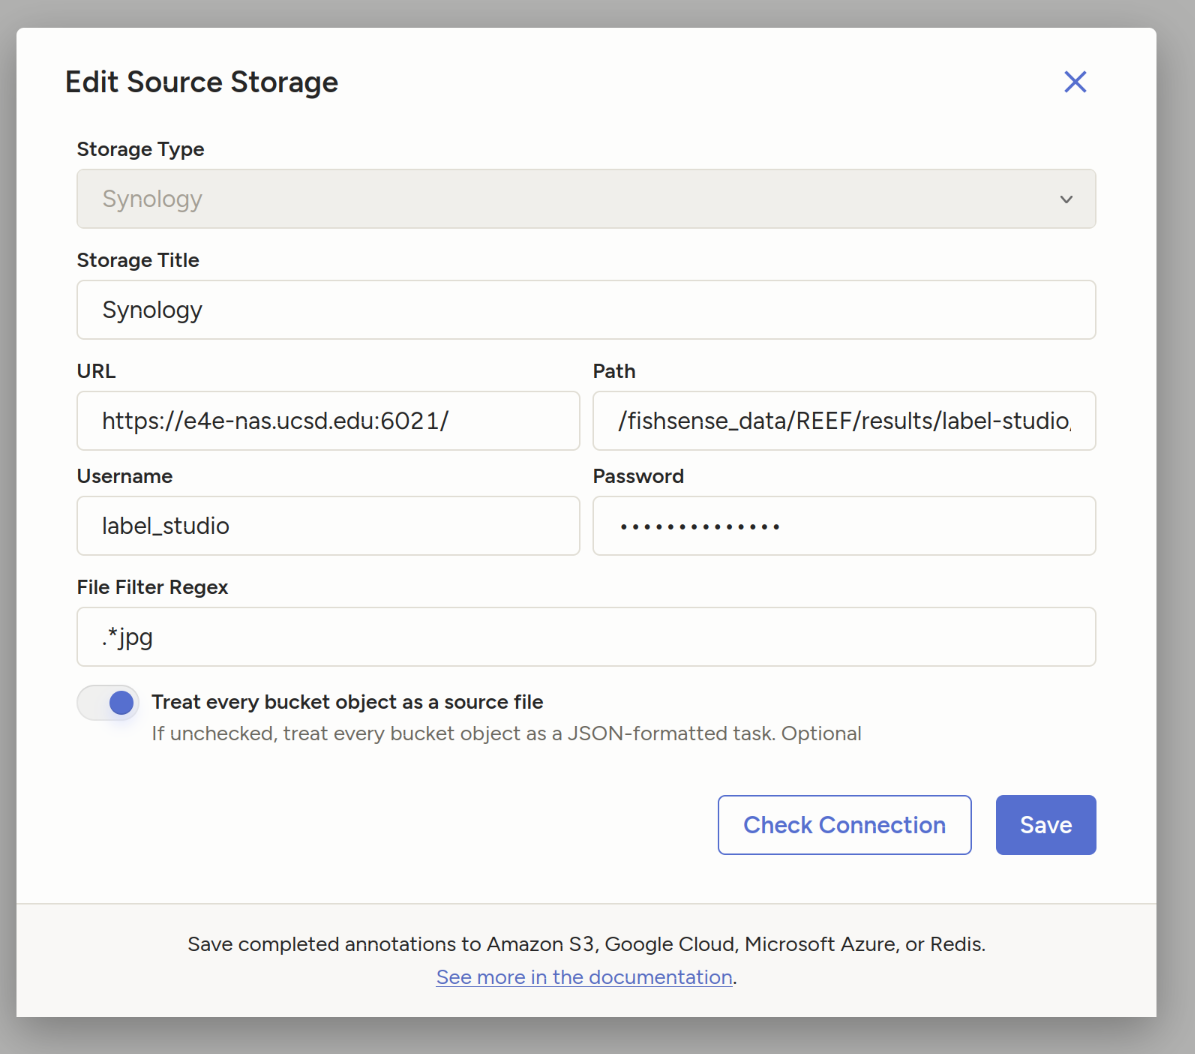 Edit Source Storage
Storage Type
Synology
Storage Title
Synology
URL
Path
https://e4e-nas.ucsd.edu:6021/
/fishsense_data/REEF/results/label-studio/
Username
Password
label_studio
••••••••••••••
File Filter Regex
.*jpg
Treat every bucket object as a source file
If unchecked, treat every bucket object as a JSON-formatted task. Optional
Check Connection
Save
Save completed annotations to Amazon S3, Google Cloud, Microsoft Azure, or Redis.
See more in the documentation.